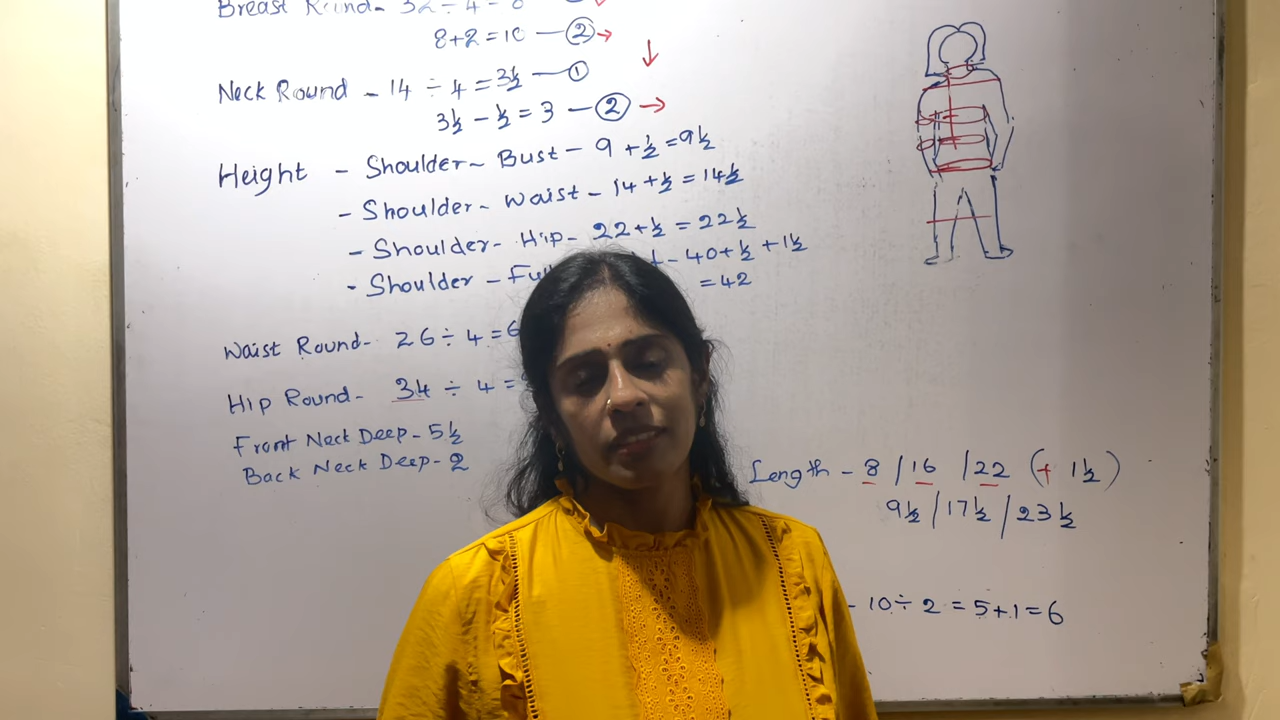 Breast Round - 32 ÷ 4 = 8
8+2 = 10 — ②→
Neck Round - 14 ÷ 4 = 3½ — ①
3½ - ½ = 3 — ② →
Height - Shoulder - Bust - 9 + ½ = 9½
- Shoulder - Waist - 14 + ½ = 14½
- Shoulder - Hip - 22 + ½ = 22½
- Shoulder - - 40 + ½ + 1½
= 42
Waist Round - 26 ÷ 4 = 6
Hip Round - 34 ÷ 4 =
Front Neck Deep - 5½
Back Neck Deep - 2
Length - 8 / 16 / 22 (+ 1½)
9½ / 17½ / 23½
- 10 ÷ 2 = 5+1 = 6